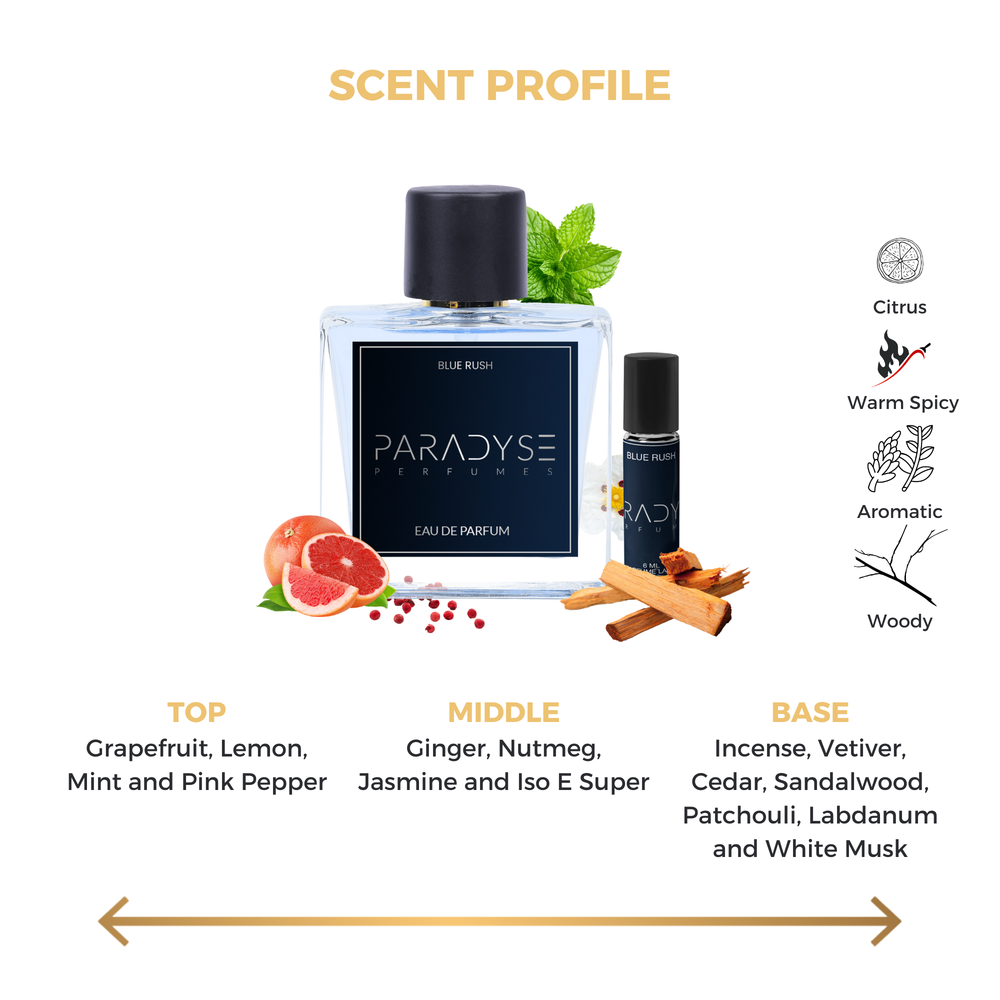 SCENT PROFILE
BLUE RUSH
PARADYSE
PERFUMES
EAU DE PARFUM
BLUE RUSH
6 ML
Citrus
Warm Spicy
Aromatic
Woody
TOP
Grapefruit, Lemon,
Mint and Pink Pepper
MIDDLE
Ginger, Nutmeg,
Jasmine and Iso E Super
BASE
Incense, Vetiver,
Cedar, Sandalwood,
Patchouli, Labdanum
and White Musk